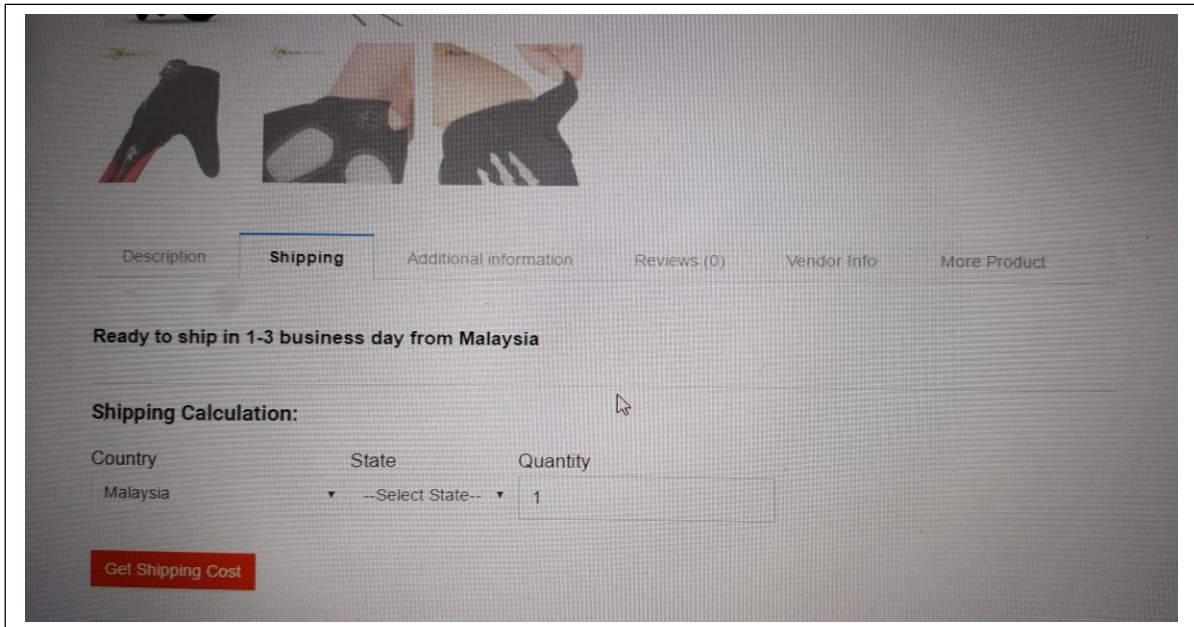 Description Shipping Additional information Reviews (0) Vendor Info More Product
Ready to ship in 1-3 business day from Malaysia
Shipping Calculation:
Country State Quantity
Malaysia --Select State-- 1
Get Shipping Cost